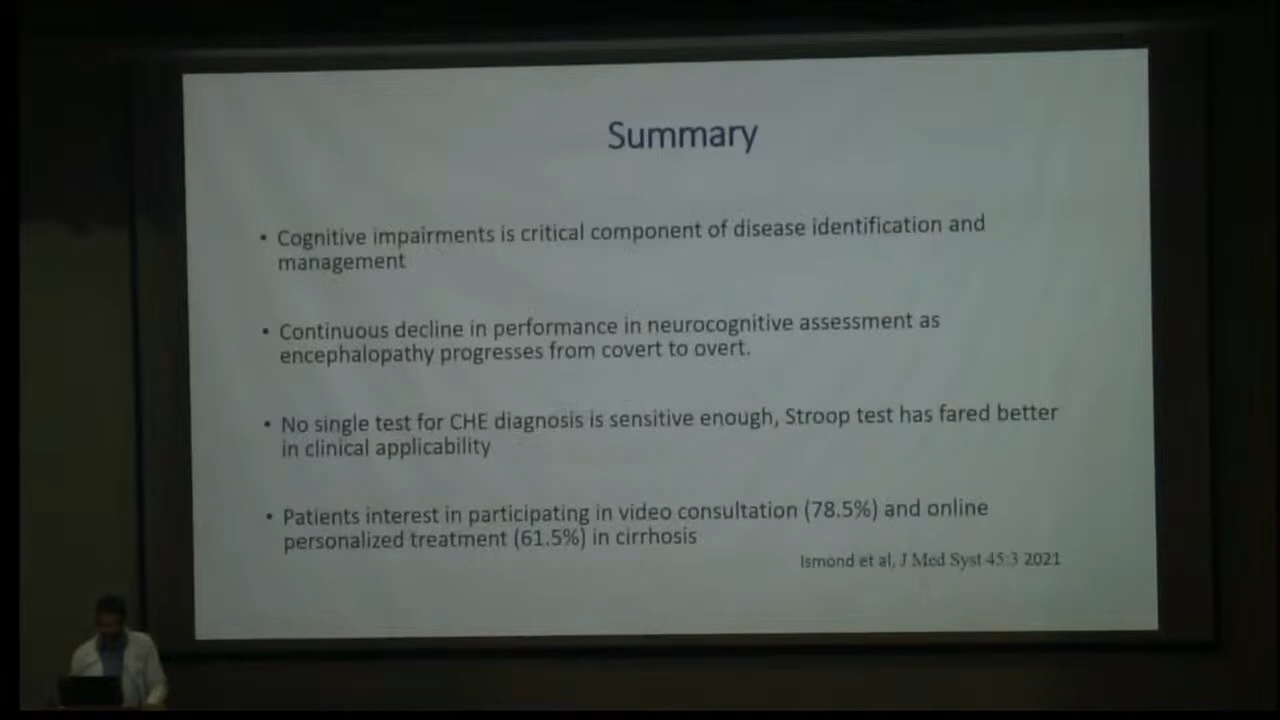 Summary
• Cognitive impairments is critical component of disease identification and
management
• Continuous decline in performance in neurocognitive assessment as
encephalopathy progresses from covert to overt.
• No single test for CHE diagnosis is sensitive enough, Stroop test has fared better
in clinical applicability
• Patients interest in participating in video consultation (78.5%) and online
personalized treatment (61.5%) in cirrhosis
Ismond et al, J Med Syst 45:3 2021